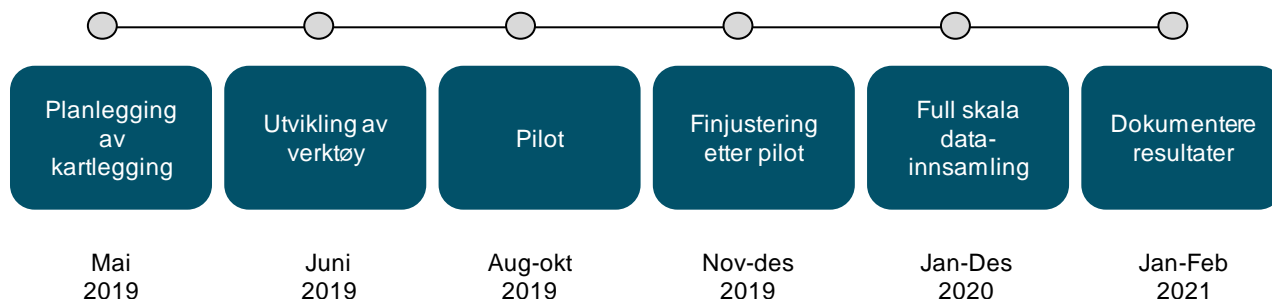 Planlegging
av
kartlegging
Utvikling av
verktøy
Pilot
Finjustering
etter pilot
Full skala
data-
innsamling
Dokumentere
resultater
Mai
2019
Juni
2019
Aug-okt
2019
Nov-des
2019
Jan-Des
2020
Jan-Feb
2021